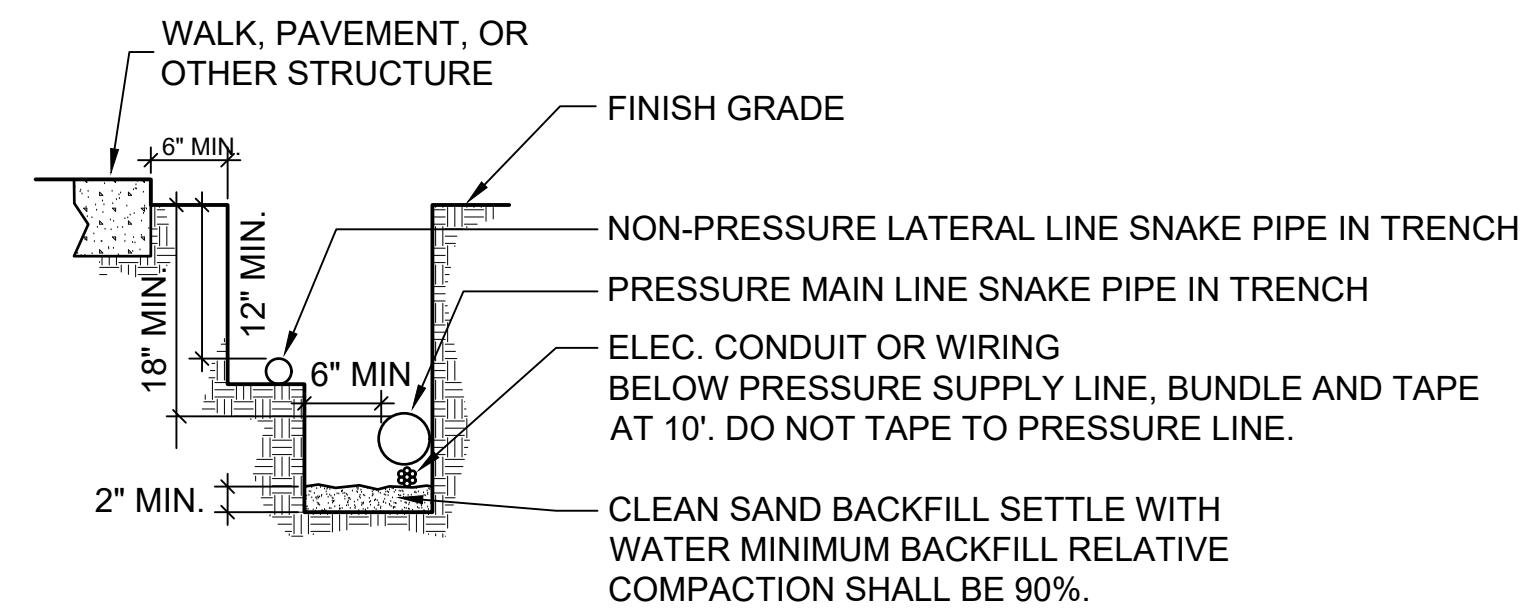 WALK, PAVEMENT, OR
OTHER STRUCTURE
FINISH GRADE
6" MIN.
12" MIN.
18" MIN.
NON-PRESSURE LATERAL LINE SNAKE PIPE IN TRENCH
PRESSURE MAIN LINE SNAKE PIPE IN TRENCH
6" MIN
ELEC. CONDUIT OR WIRING
BELOW PRESSURE SUPPLY LINE, BUNDLE AND TAPE
AT 10'. DO NOT TAPE TO PRESSURE LINE.
2" MIN.
CLEAN SAND BACKFILL SETTLE WITH
WATER MINIMUM BACKFILL RELATIVE
COMPACTION SHALL BE 90%.